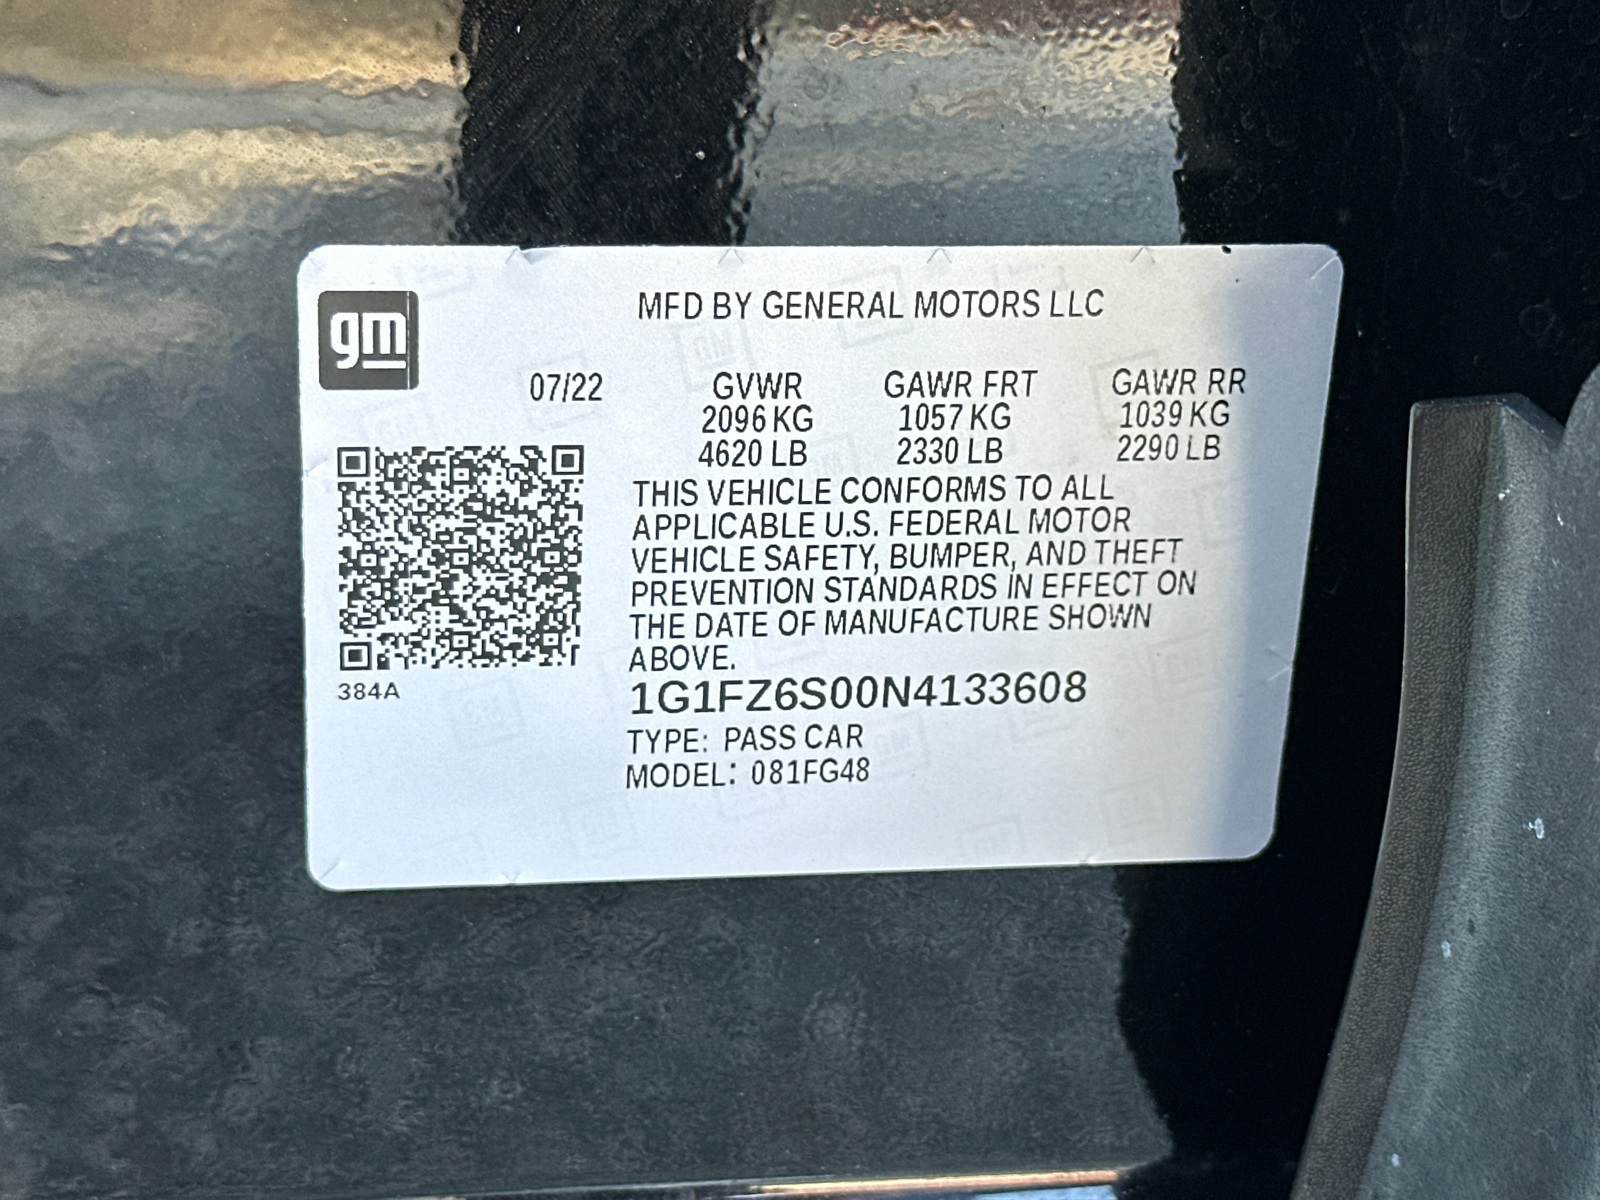 gm
MFD BY GENERAL MOTORS LLC
07/22 GVWR GAWR FRT GAWR RR
2096 KG 1057 KG 1039 KG
4620 LB 2330 LB 2290 LB
THIS VEHICLE CONFORMS TO ALL
APPLICABLE U.S. FEDERAL MOTOR
VEHICLE SAFETY, BUMPER, AND THEFT
PREVENTION STANDARDS IN EFFECT ON
THE DATE OF MANUFACTURE SHOWN
ABOVE.
384A
1G1FZ6S00N4133608
TYPE: PASS CAR
MODEL: 081FG48